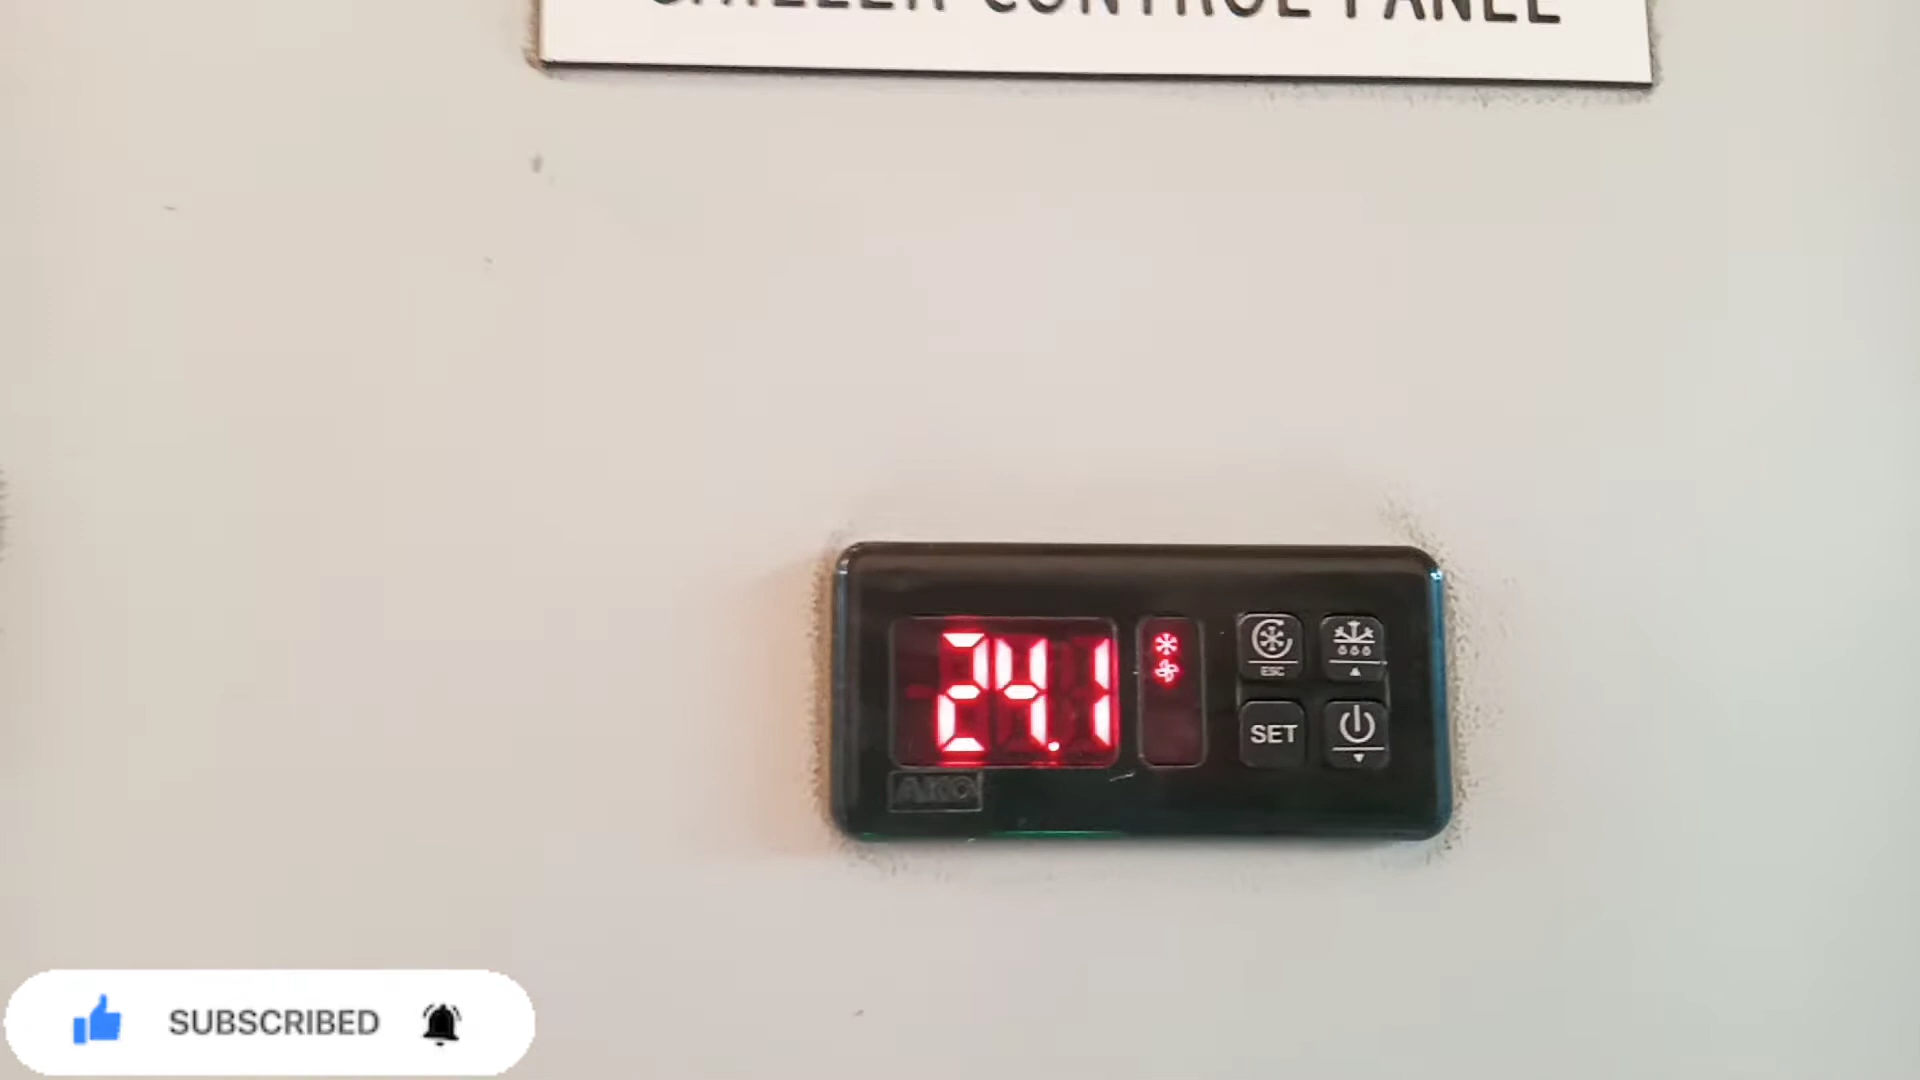 CHILLER CONTROL PANEL
24.1
ESC
SET
AKO
SUBSCRIBED